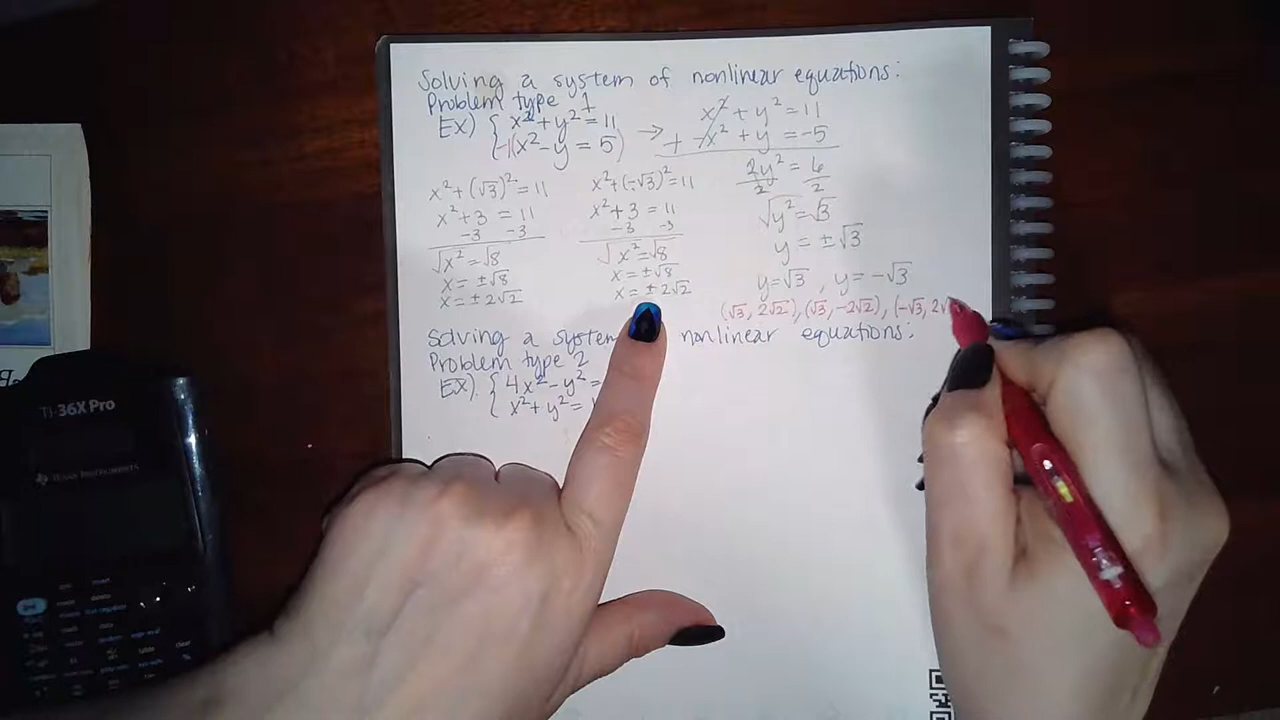 Solving a system of nonlinear equations:
Problem type 1
EX) { x² + y² = 11
-1(x² - y = 5)
→ x² + y² = 11
+ -x² + y = -5
2y² = 6
2 2
√y² = √3
y = ±√3
y = √3 , y = -√3
x² + (√3)² = 11
x² + 3 = 11
-3 -3
√x² = √8
x = ±√8
x = ±2√2
x² + (-√3)² = 11
x² + 3 = 11
-3 -3
√x² = √8
x = ±√8
x = ±2√2
(√3, 2√2), (√3, -2√2), (-√3, 2√
Solving a system nonlinear equations:
Problem type 2
EX). { 4x² - y² =
x² + y² =
TI-36X Pro
TEXAS INSTRUMENTS